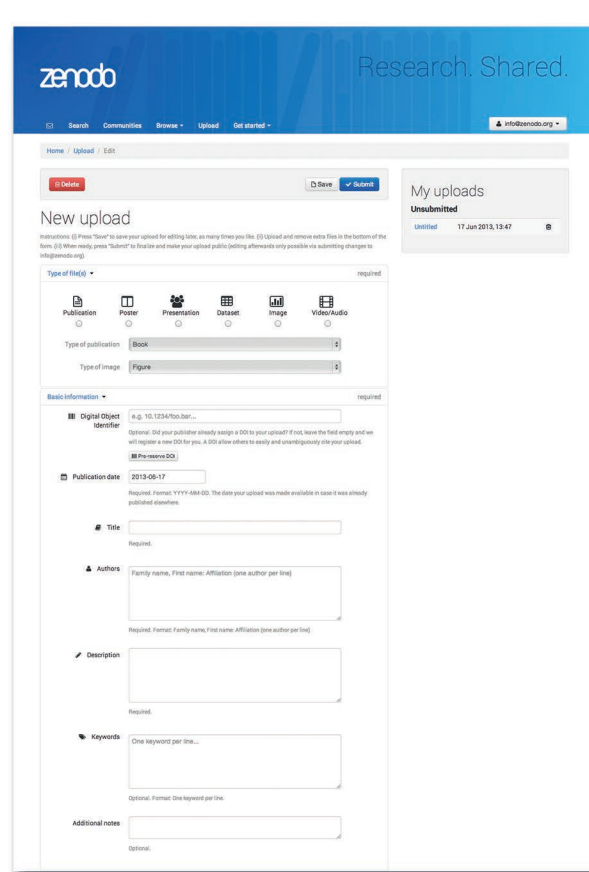 zenodo
Research. Shared.
Search Communities Browse Upload Get started
info@zenodo.org
Home / Upload / Edit
Delete
Save Submit
My uploads
Unsubmitted
Untitled 17 Jun 2013, 13:47
New upload
Instructions: (i) Press "Save" to save your upload for editing later, as many times you like. (ii) Upload and remove extra files in the bottom of the
form. (iii) When ready, press "Submit" to finalize and make your upload public (editing afterwards only possible via submitting changes to
info@zenodo.org).
Type of file(s) required
Publication Poster Presentation Dataset Image Video/Audio
Type of publication Book
Type of image Figure
Basic information required
Digital Object
Identifier
e.g. 10.1234/foo.bar...
Optional. Did your publisher already assign a DOI to your upload? If not, leave the field empty and we
will register a new DOI for you. A DOI allow others to easily and unambiguously cite your upload.
Pre-reserve DOI
Publication date 2013-06-17
Required. Format: YYYY-MM-DD. The date your upload was made available in case it was already
published elsewhere.
Title
Required.
Authors
Family name, First name: Affiliation (one author per line)
Required. Format: Family name, First name: Affiliation (one author per line)
Description
Required.
Keywords
One keyword per line...
Optional. Format: One keyword per line.
Additional notes
Optional.